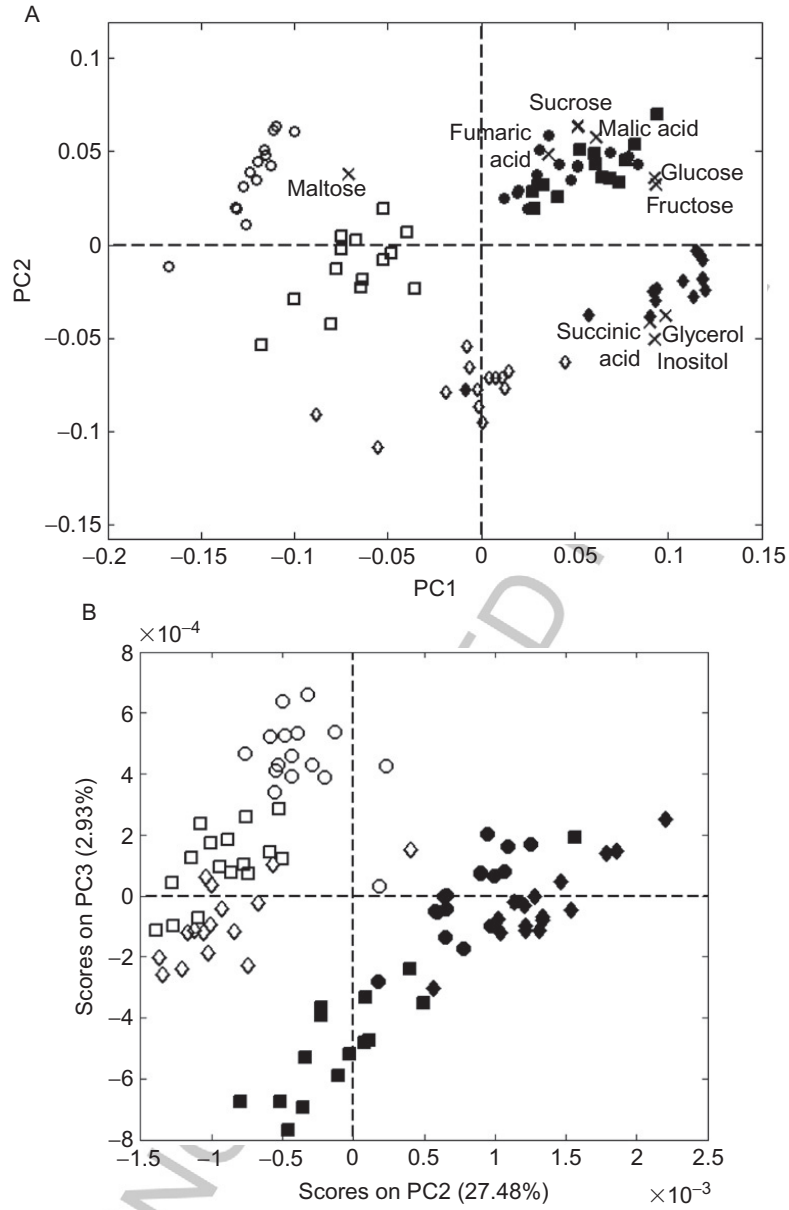 A
0.1
0.05
0
−0.05
−0.1
−0.15
PC2
Sucrose
Fumaric
acid
Malic acid
Maltose
Glucose
Fructose
Succinic
acid
Glycerol
Inositol
−0.2
−0.15
−0.1
−0.05
0
0.05
0.1
0.15
PC1
B
×10−4
8
6
4
2
0
−2
−4
−6
−8
Scores on PC3 (2.93%)
−1.5
−1
−0.5
0
0.5
1
1.5
2
2.5
Scores on PC2 (27.48%)
×10−3